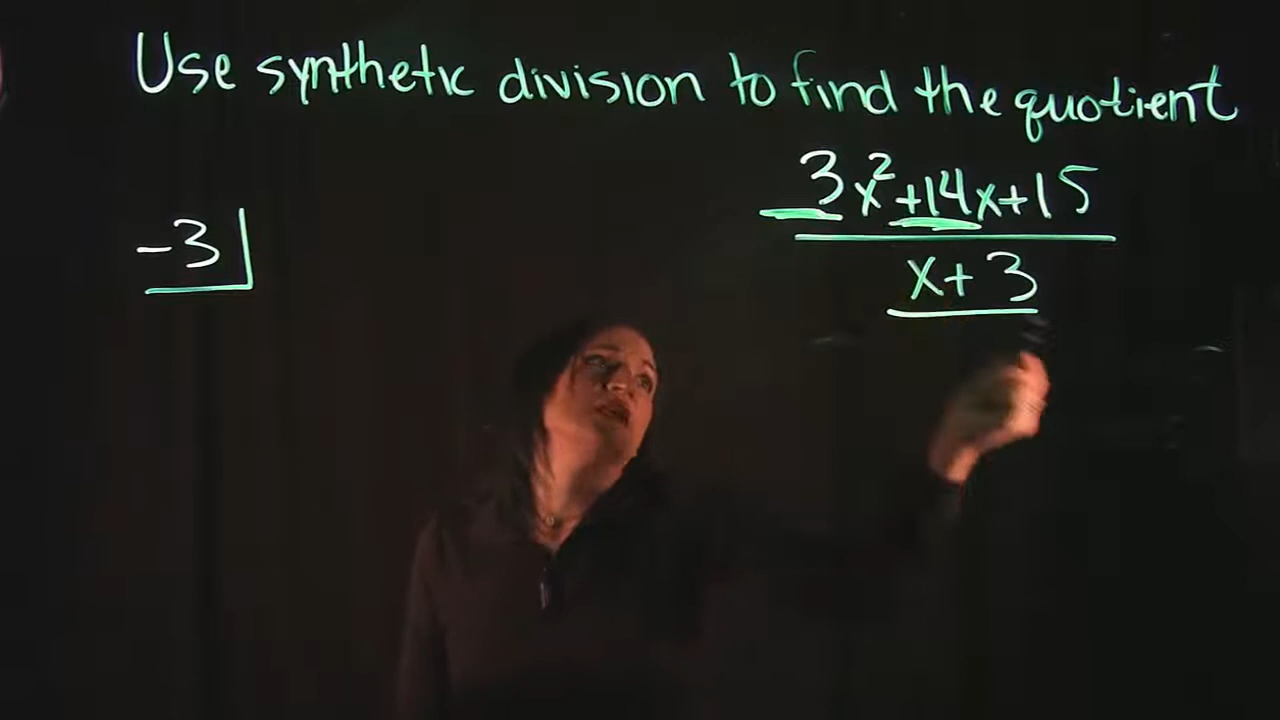 Use synthetic division to find the quotient
3x²+14x+15
-3
x+3